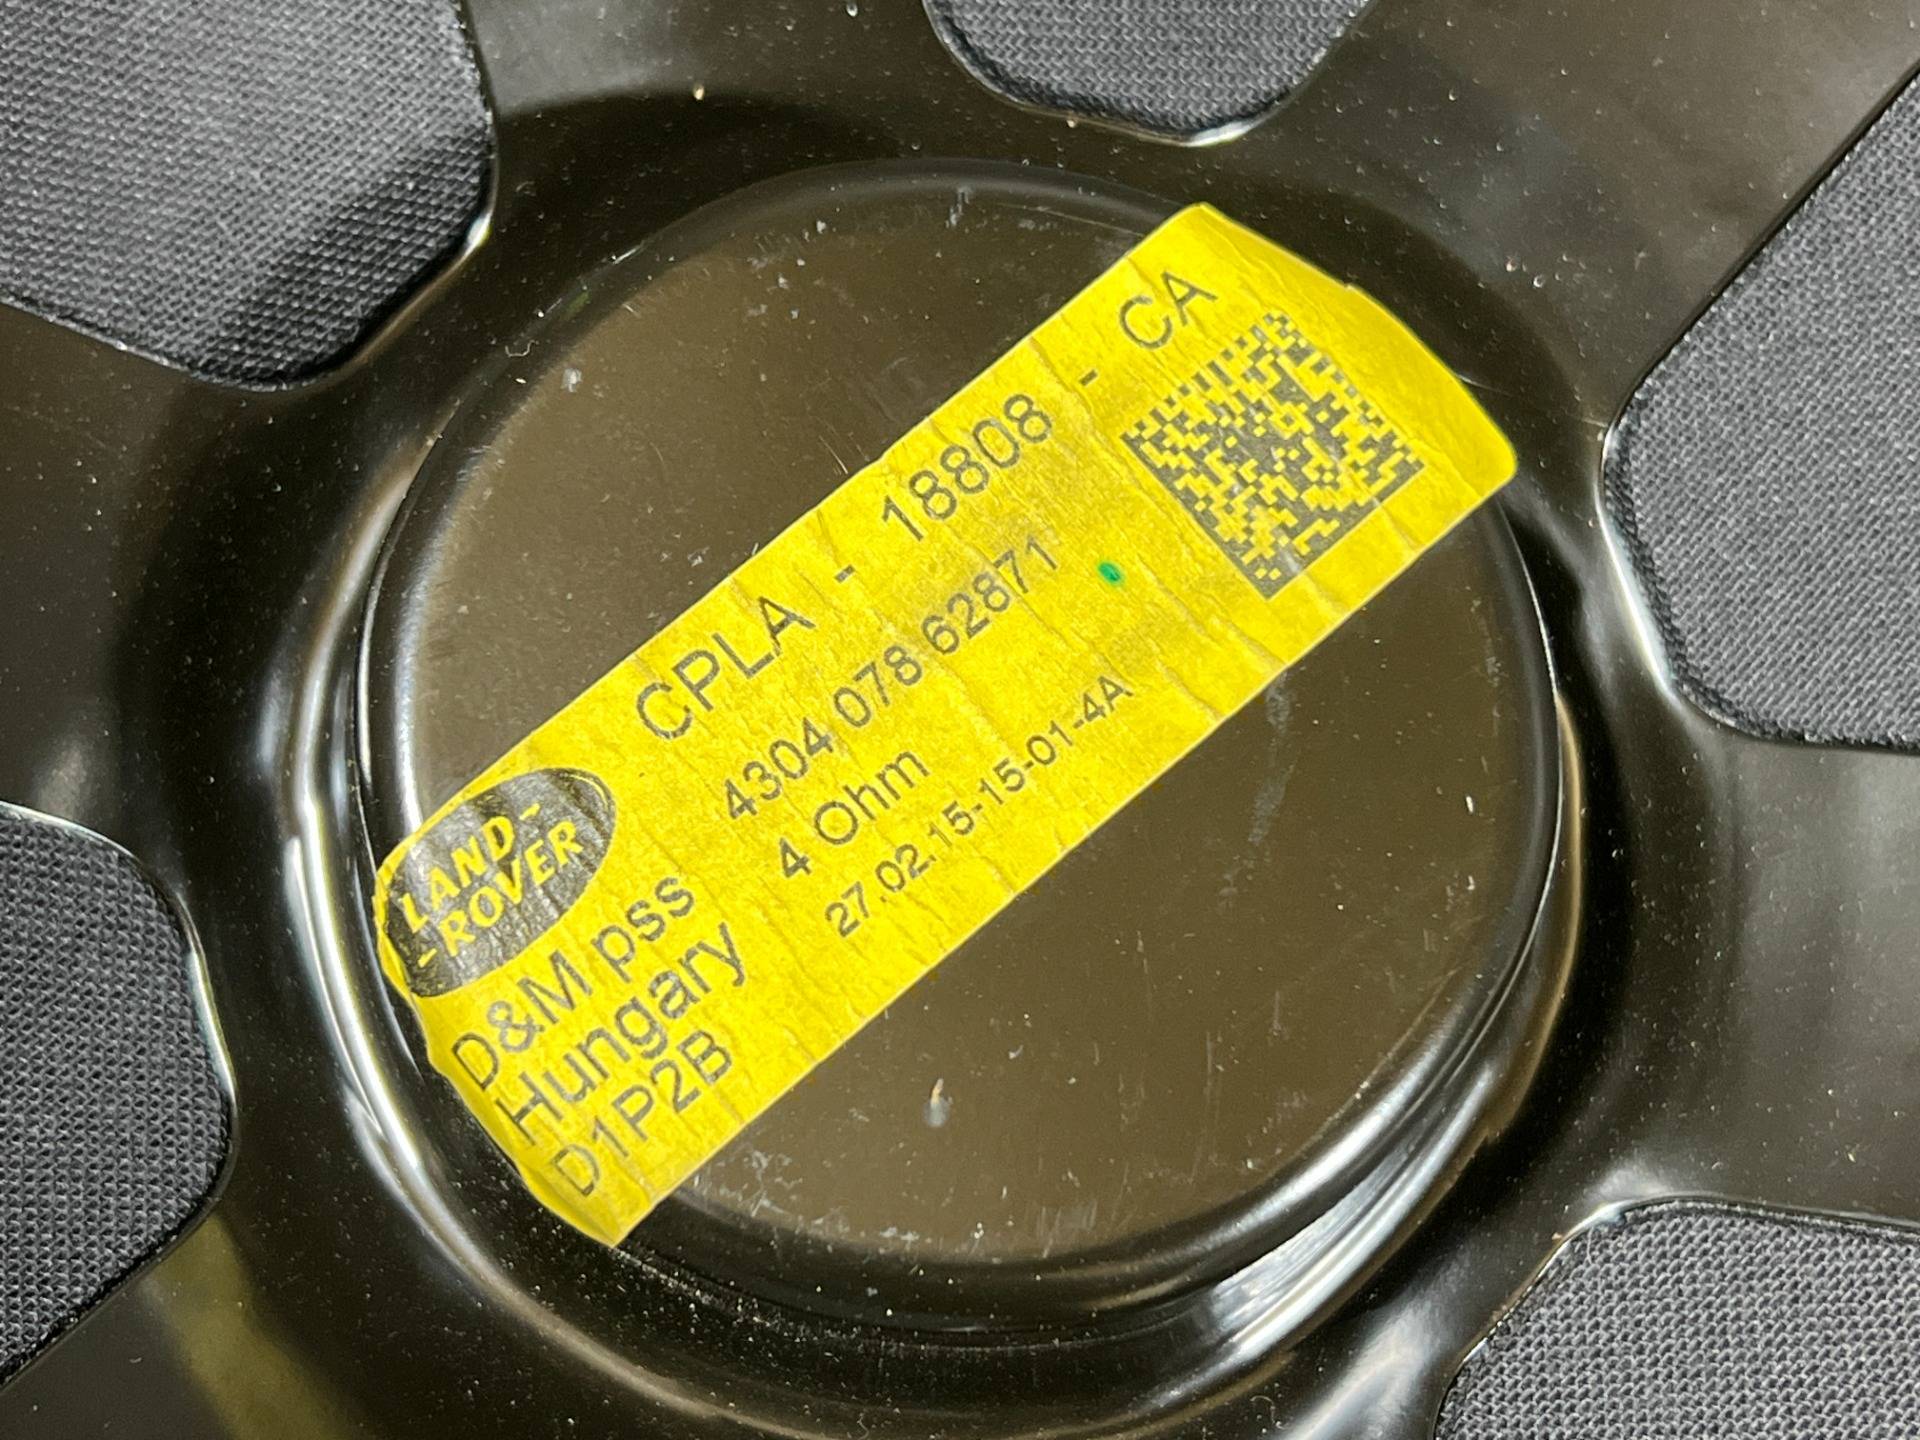 CPLA - 18808 - CA
4304 078 62871
4 Ohm
27.02.15-15-01-4A
LAND-
-ROVER
D&M pss
Hungary
D1P2B